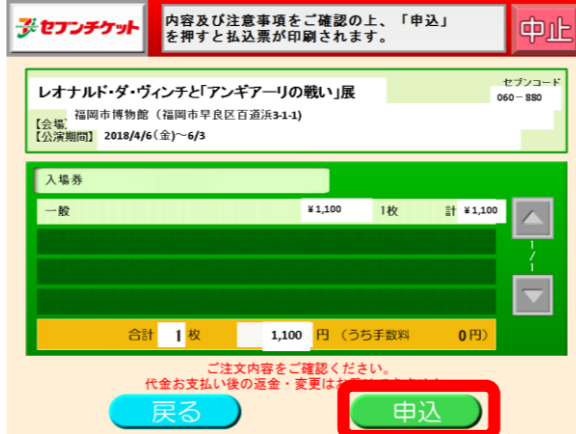 セブンチケット
内容及び注意事項をご確認の上、「申込」
を押すと払込票が印刷されます。
中止
レオナルド・ダ・ヴィンチと「アンギアーリの戦い」展
セブンコード
060-880
【会場】福岡市博物館（福岡市早良区百道浜3-1-1）
【公演期間】 2018/4/6(金)～6/3
入場券
一般 ¥1,100 1枚 計 ¥1,100
1/1
合計 1枚 1,100 円 （うち手数料 0円）
ご注文内容をご確認ください。
代金お支払い後の返金・変更は
戻る
申込